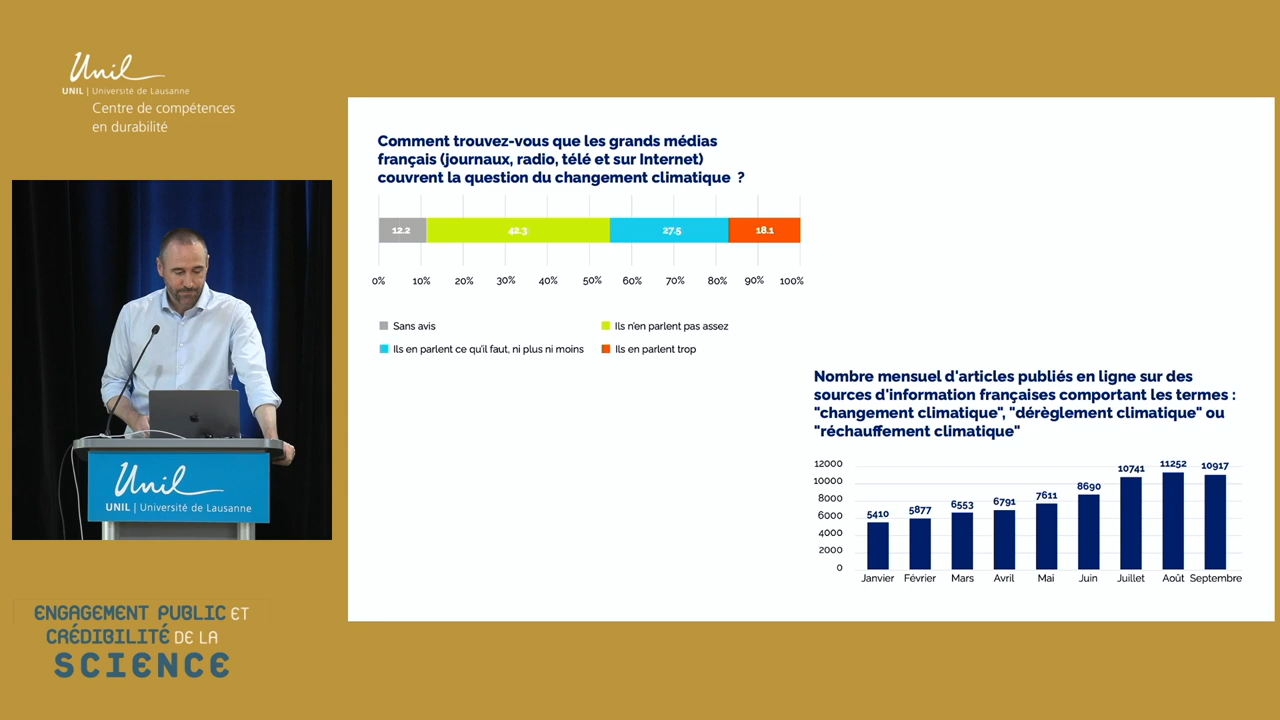 Unil
UNIL | Université de Lausanne
Centre de compétences
en durabilité
Comment trouvez-vous que les grands médias
français (journaux, radio, télé et sur Internet)
couvrent la question du changement climatique ?
12.2 42.3 27.5 18.1
0% 10% 20% 30% 40% 50% 60% 70% 80% 90% 100%
Sans avis Ils n'en parlent pas assez
Ils en parlent ce qu'il faut, ni plus ni moins Ils en parlent trop
Nombre mensuel d'articles publiés en ligne sur des
sources d'information françaises comportant les termes :
"changement climatique", "dérèglement climatique" ou
"réchauffement climatique"
12000
10000
8000
6000
4000
2000
0
5410 5877 6553 6791 7611 8690 10741 11252 10917
Janvier Février Mars Avril Mai Juin Juillet Août Septembre
Unil
UNIL | Université de Lausanne
ENGAGEMENT PUBLIC ET
CRÉDIBILITÉ DE LA
SCIENCE